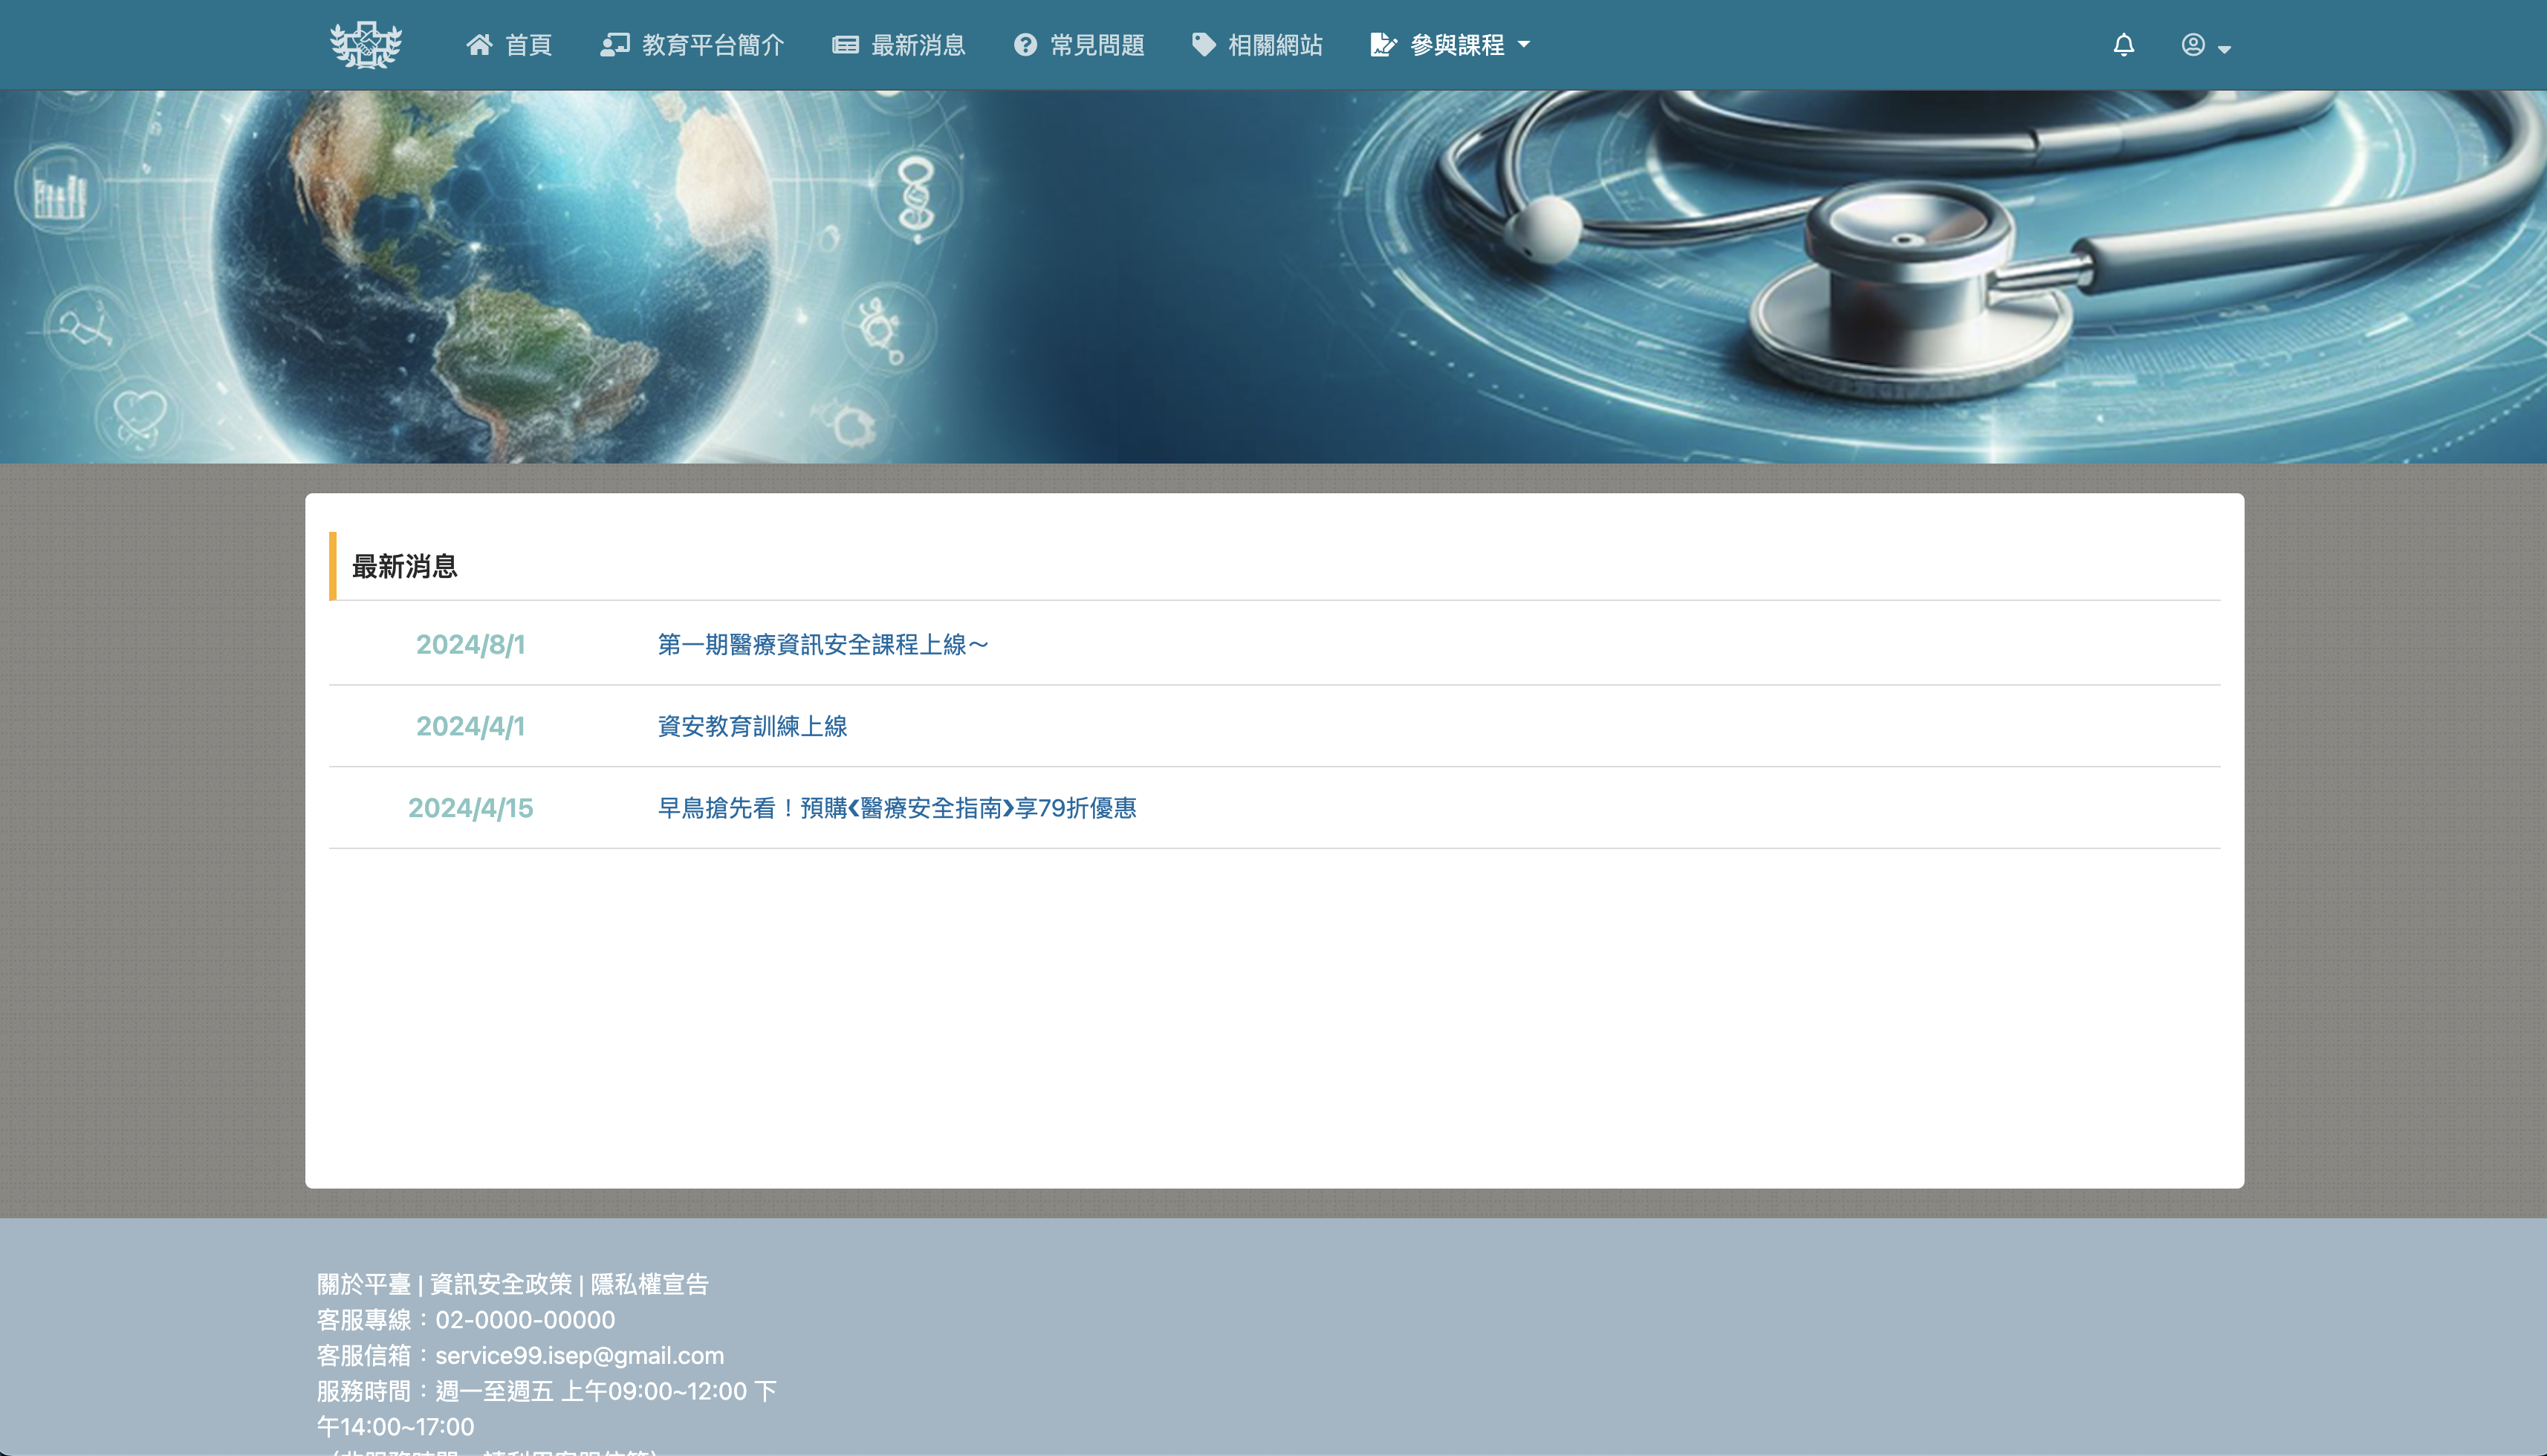 首頁 教育平台簡介 最新消息 常見問題 相關網站 參與課程
最新消息
2024/8/1 第一期醫療資訊安全課程上線～
2024/4/1 資安教育訓練上線
2024/4/15 早鳥搶先看！預購《醫療安全指南》享79折優惠
關於平臺 | 資訊安全政策 | 隱私權宣告
客服專線：02-0000-00000
客服信箱：service99.isep@gmail.com
服務時間：週一至週五 上午09:00~12:00 下
午14:00~17:00